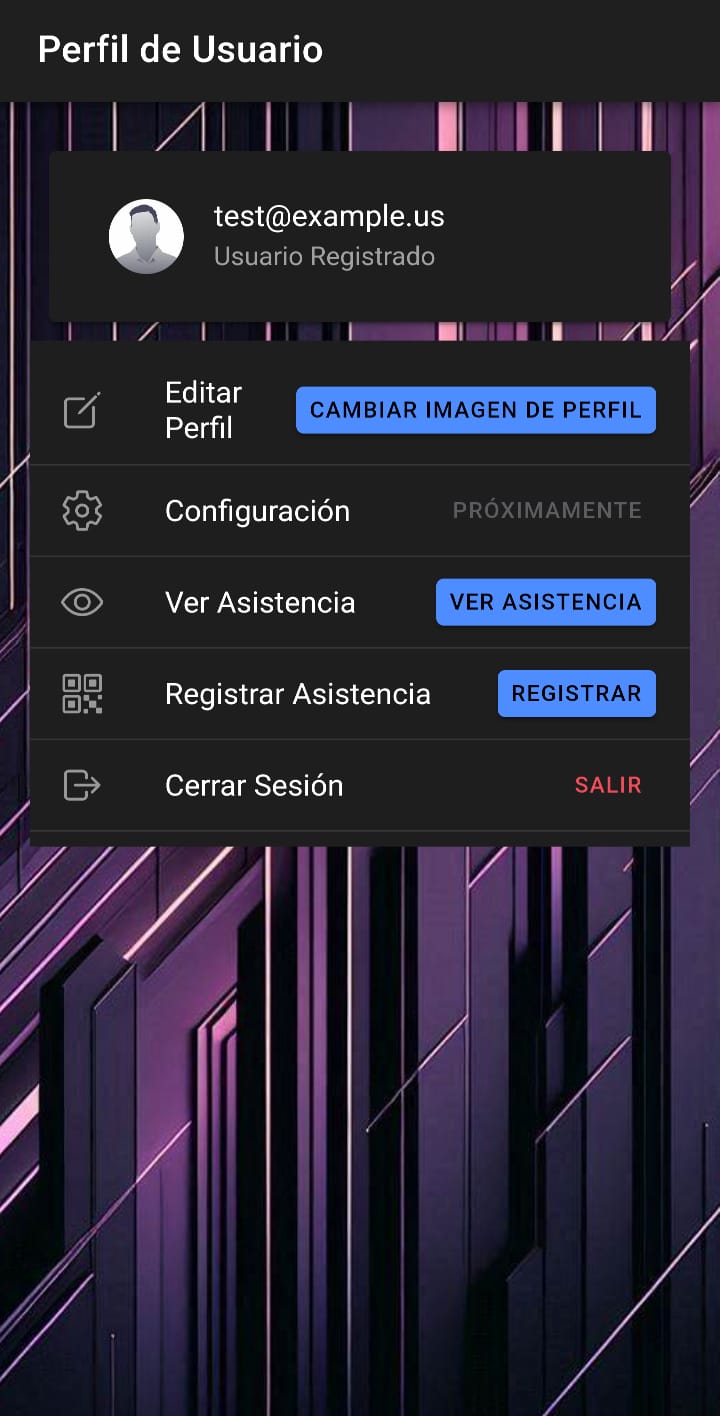 Perfil de Usuario
test@example.us
Usuario Registrado
Editar
Perfil
CAMBIAR IMAGEN DE PERFIL
Configuración
PRÓXIMAMENTE
Ver Asistencia
VER ASISTENCIA
Registrar Asistencia
REGISTRAR
Cerrar Sesión
SALIR